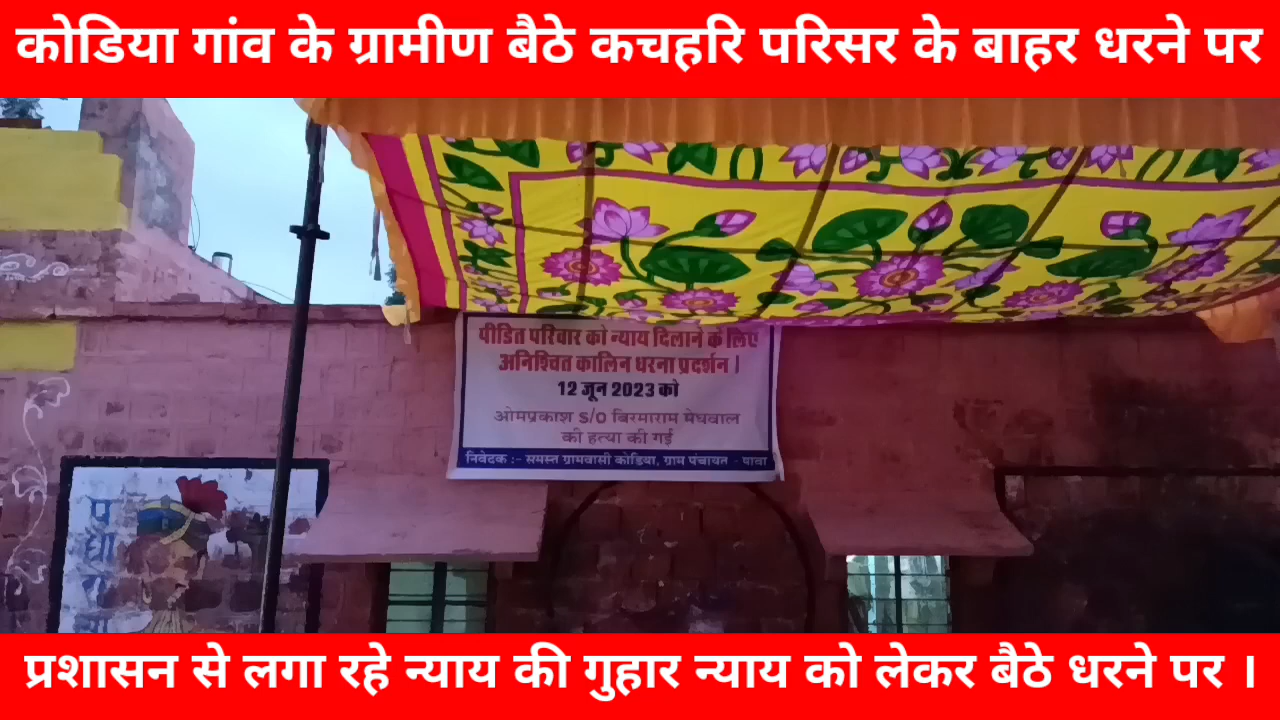 कोडिया गांव के ग्रामीण बैठे कचहरि परिसर के बाहर धरने पर
पीडित परिवार को न्याय दिलाने के लिए
अनिश्चित कालिन धरना प्रदर्शन ।
12 जून 2023 को
ओमप्रकाश S/O बिरमाराम मेघवाल
की हत्या की गई
निवेदक :- समस्त ग्रामवासी कोडिया, ग्राम पंचायत - पावा
प्रशासन से लगा रहे न्याय की गुहार न्याय को लेकर बैठे धरने पर ।